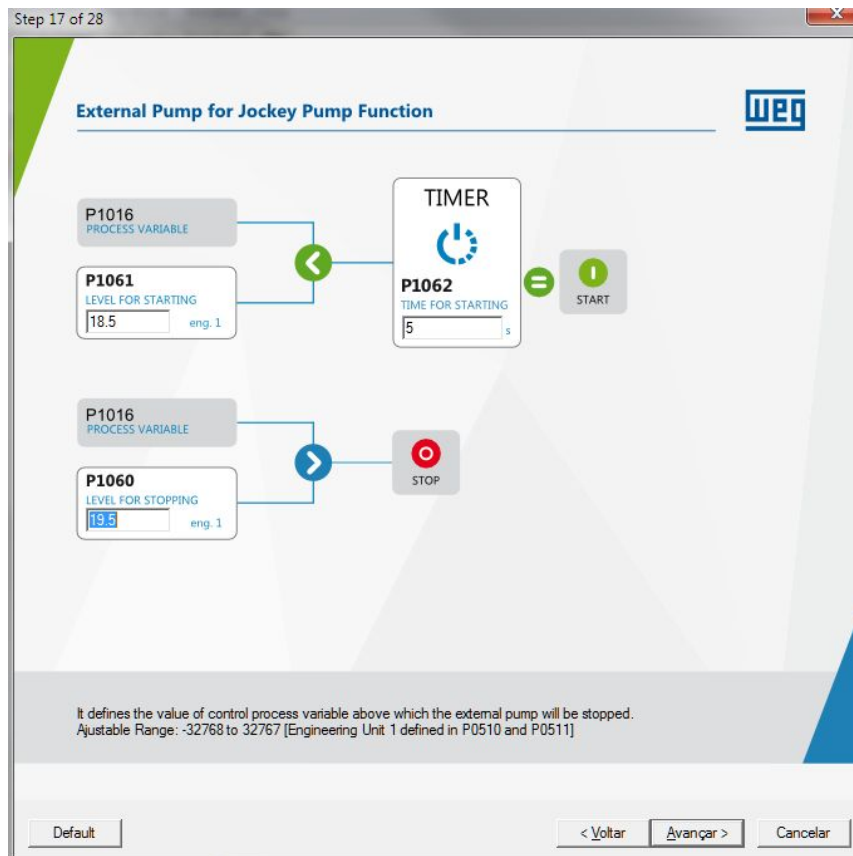 Step 17 of 28
External Pump for Jockey Pump Function
weg
P1016
PROCESS VARIABLE
P1061
LEVEL FOR STARTING
18.5 eng. 1
TIMER
P1062
TIME FOR STARTING
5 s
START
P1016
PROCESS VARIABLE
P1060
LEVEL FOR STOPPING
19.5 eng. 1
STOP
It defines the value of control process variable above which the external pump will be stopped.
Ajustable Range: -32768 to 32767 [Engineering Unit 1 defined in P0510 and P0511]
Default < Voltar Avançar > Cancelar